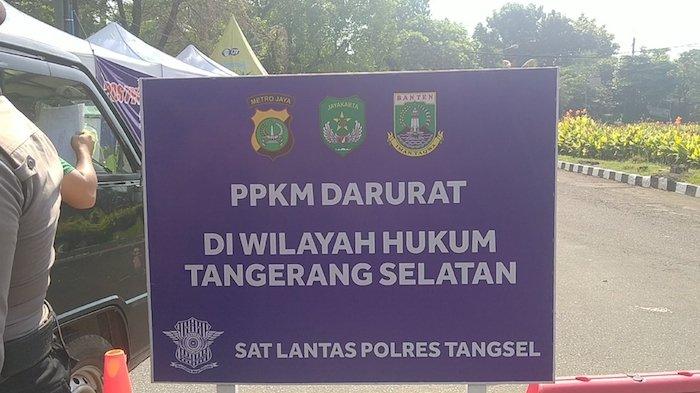 METRO JAYA
JAYAKARTA
BANTEN
PPKM DARURAT
DI WILAYAH HUKUM
TANGERANG SELATAN
SAT LANTAS POLRES TANGSEL